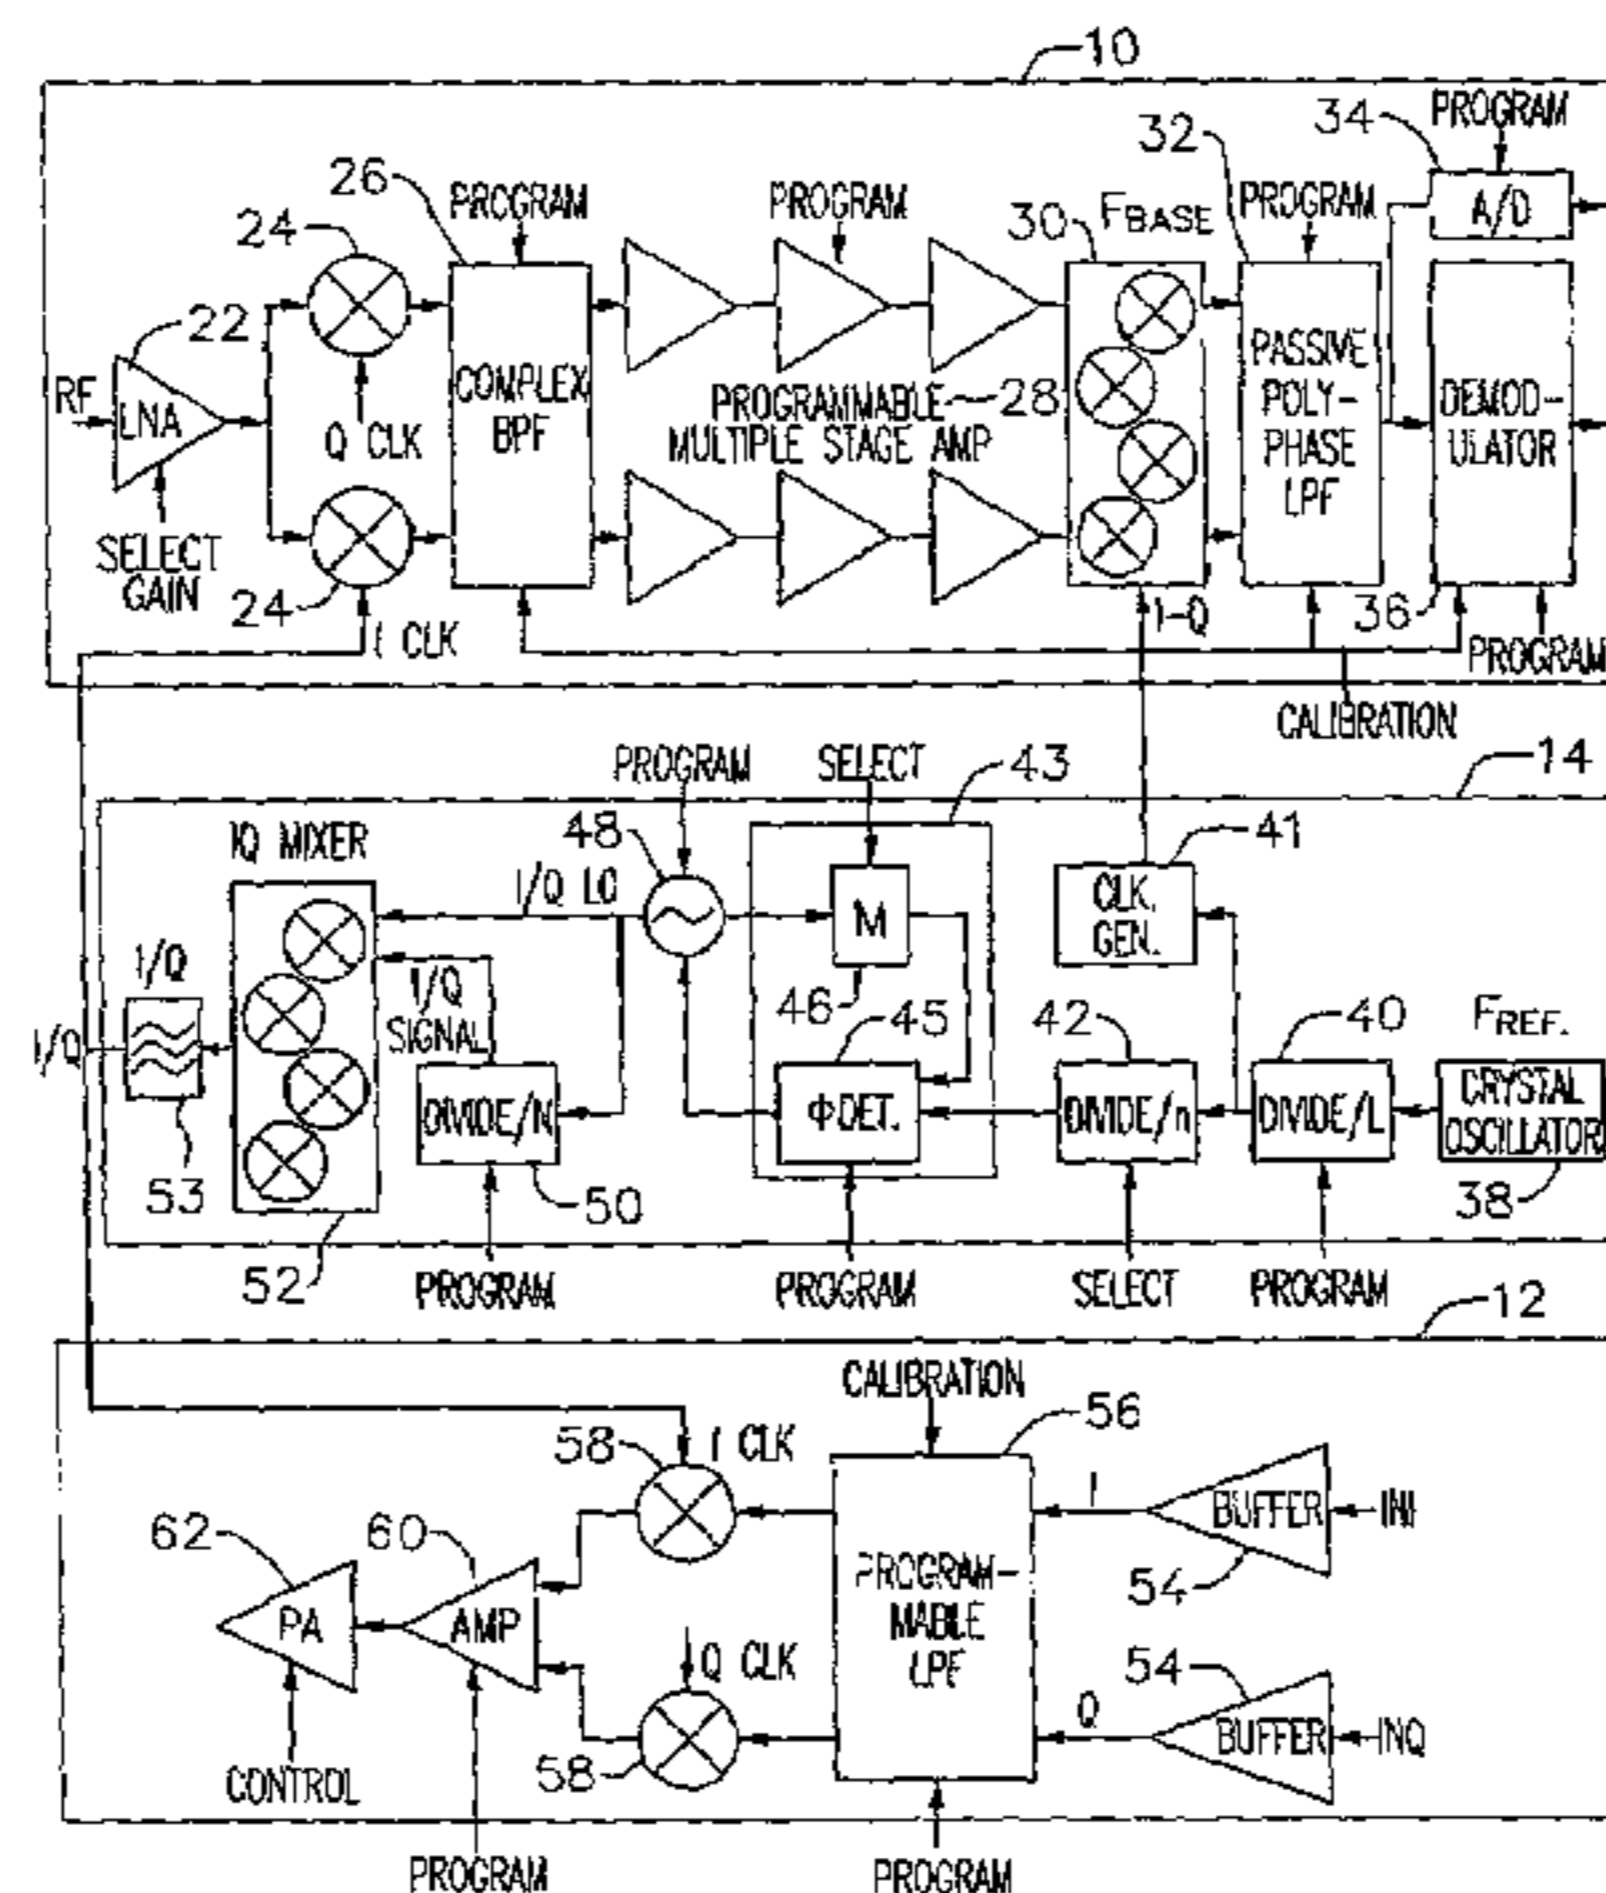 10
34
PROGRAM
A/D
32
26
PROGRAM
PROGRAM
30
FBASE
PROGRAM
24
22
RF
LNA
Q CLK
COMPLEX
BPF
PROGRAMMABLE
MULTIPLE STAGE AMP
28
PASSIVE
POLY-
PHASE
LPF
DEMOD-
ULATOR
SELECT
GAIN
24
I CLK
I-Q
36
PROGRAM
CALIBRATION
14
PROGRAM
SELECT
43
IQ MIXER
48
I/Q LO
M
41
CLK.
GEN.
I/Q
I/Q
I/Q
SIGNAL
46
45
42
40
FREF.
53
DIVIDE/N
ΦDET.
DIVIDE/n
DIVIDE/L
CRYSTAL
OSCILLATOR
50
38
52
PROGRAM
PROGRAM
SELECT
PROGRAM
12
CALIBRATION
56
58
I CLK
I
BUFFER
INI
54
62
60
PA
AMP
PROGRAM-
MABLE
LPF
Q CLK
54
Q
BUFFER
INQ
58
CONTROL
PROGRAM
PROGRAM